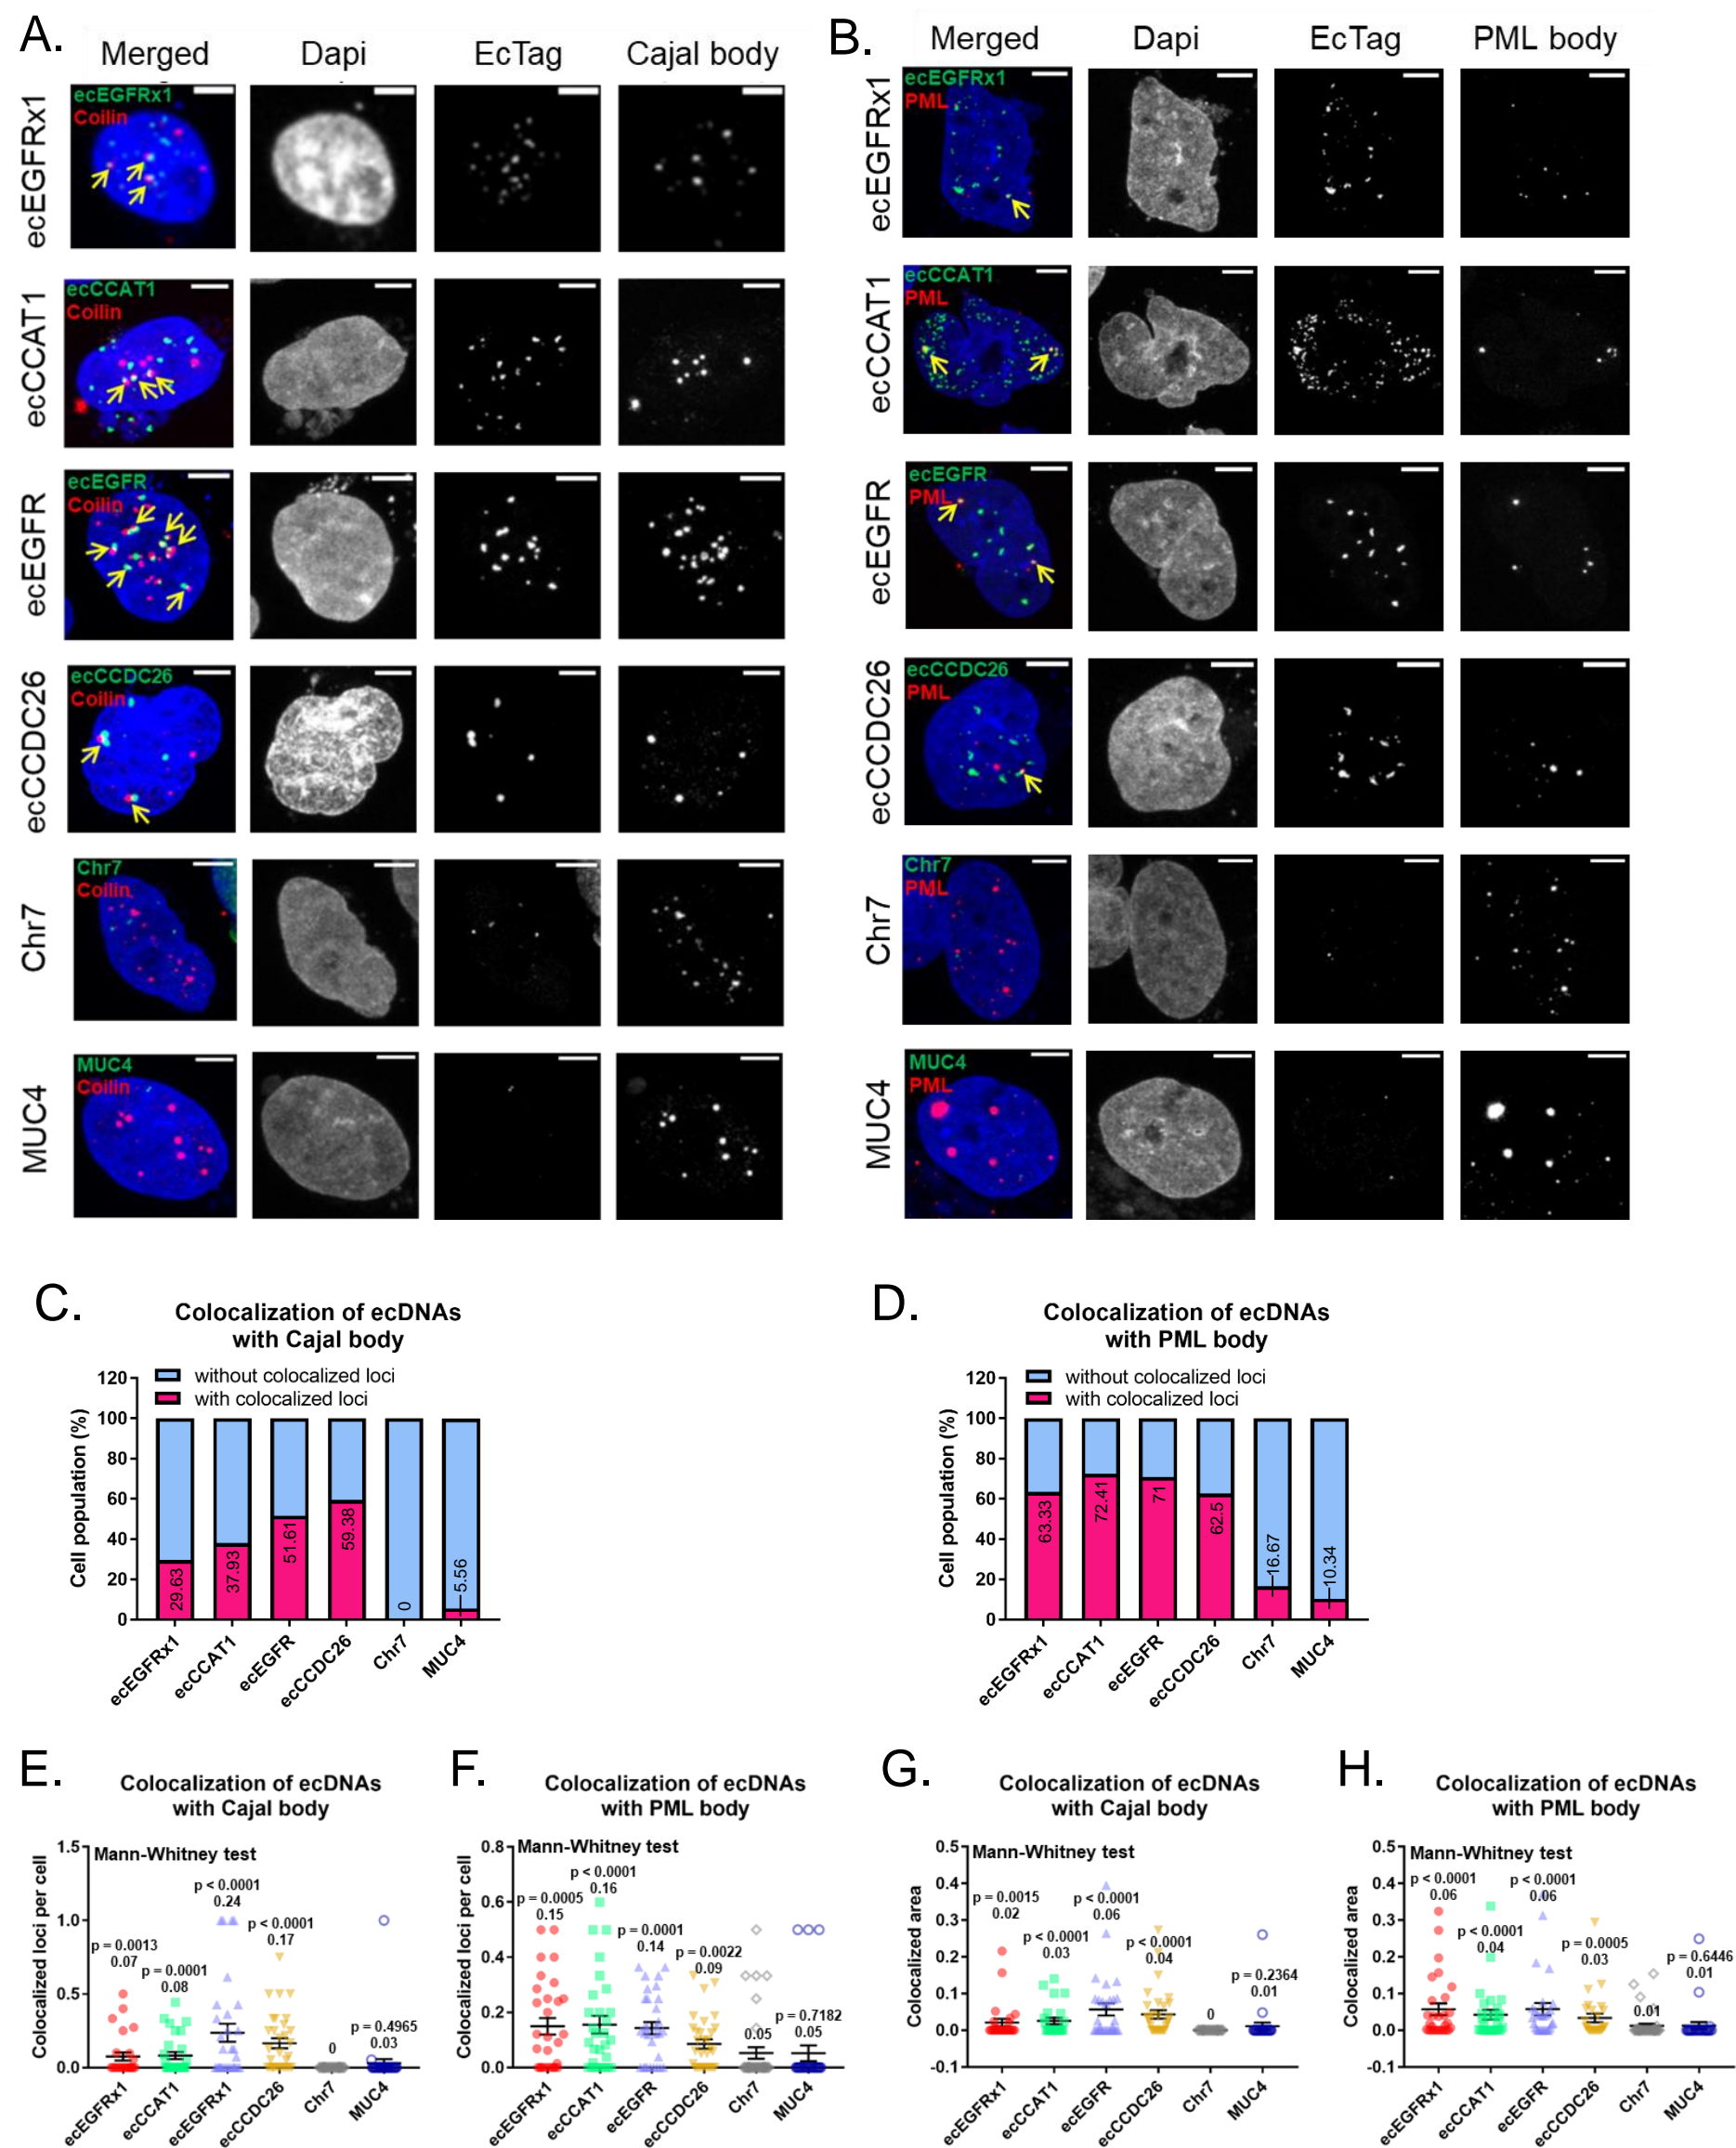 A.
Merged Dapi EcTag Cajal body
ecEGFRx1
ecEGFRx1
Coilin
ecCCAT1
ecCCAT1
Coilin
ecEGFR
ecEGFR
Coilin
ecCCDC26
ecCCDC26
Coilin
Chr7
Chr7
Coilin
MUC4
MUC4
Coilin
B.
Merged Dapi EcTag PML body
ecEGFRx1
ecEGFRx1
PML
ecCCAT1
ecCCAT1
PML
ecEGFR
ecEGFR
PML
ecCCDC26
ecCCDC26
PML
Chr7
Chr7
PML
MUC4
MUC4
PML
C.
Colocalization of ecDNAs
with Cajal body
without colocalized loci
with colocalized loci
Cell population (%)
120
100
80
60
40
20
0
29.63
37.93
51.61
59.38
0
5.56
ecEGFRx1
ecCCAT1
ecEGFR
ecCCDC26
Chr7
MUC4
D.
Colocalization of ecDNAs
with PML body
without colocalized loci
with colocalized loci
Cell population (%)
120
100
80
60
40
20
0
63.33
72.41
71
62.5
16.67
10.34
ecEGFRx1
ecCCAT1
ecEGFR
ecCCDC26
Chr7
MUC4
E.
Colocalization of ecDNAs
with Cajal body
Mann-Whitney test
Colocalized loci per cell
1.5
1.0
0.5
0.0
p = 0.0013
0.07
p = 0.0001
0.08
p < 0.0001
0.24
p < 0.0001
0.17
0
p = 0.4965
0.03
ecEGFRx1
ecCCAT1
ecEGFRx1
ecCCDC26
Chr7
MUC4
F.
Colocalization of ecDNAs
with PML body
Mann-Whitney test
Colocalized loci per cell
0.8
0.6
0.4
0.2
0.0
p = 0.0005
0.15
p < 0.0001
0.16
p = 0.0001
0.14
p = 0.0022
0.09
0.05
p = 0.7182
0.05
ecEGFRx1
ecCCAT1
ecEGFR
ecCCDC26
Chr7
MUC4
G.
Colocalization of ecDNAs
with Cajal body
Mann-Whitney test
Colocalized area
0.5
0.4
0.3
0.2
0.1
0.0
-0.1
p = 0.0015
0.02
p < 0.0001
0.03
p < 0.0001
0.06
p < 0.0001
0.04
0
p = 0.2364
0.01
ecEGFRx1
ecCCAT1
ecEGFR
ecCCDC26
Chr7
MUC4
H.
Colocalization of ecDNAs
with PML body
Mann-Whitney test
Colocalized area
0.5
0.4
0.3
0.2
0.1
0.0
-0.1
p < 0.0001
0.06
p < 0.0001
0.04
p < 0.0001
0.06
p = 0.0005
0.03
0.01
p = 0.6446
0.01
ecEGFRx1
ecCCAT1
ecEGFR
ecCCDC26
Chr7
MUC4